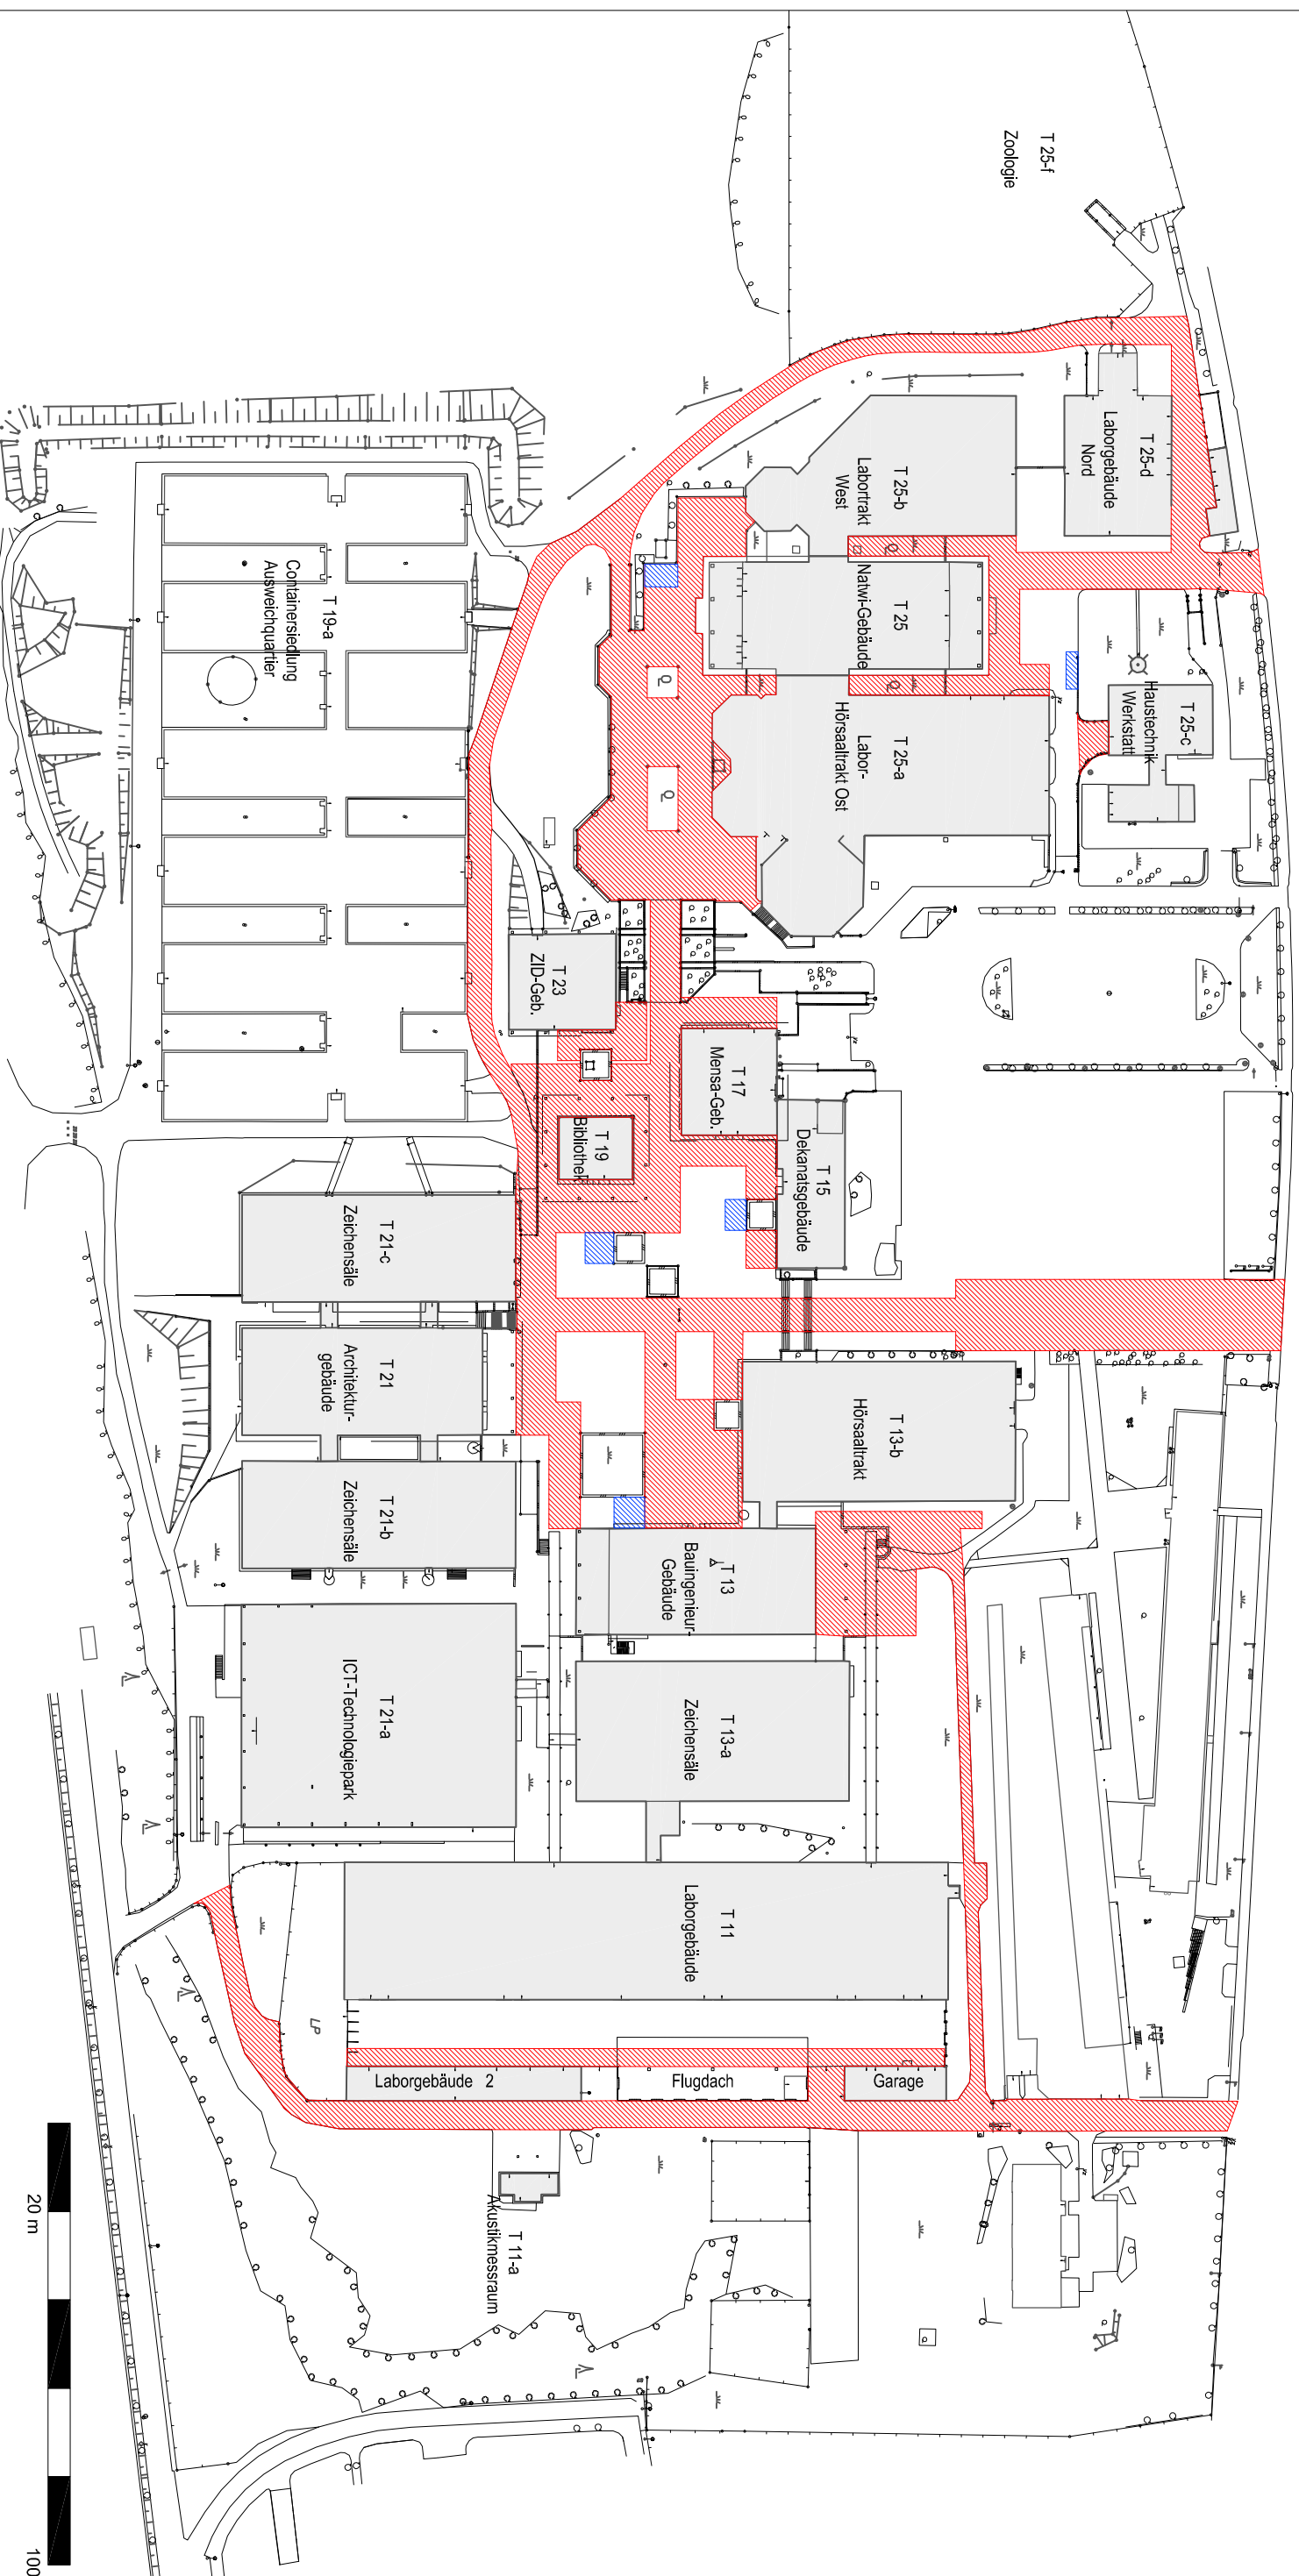 T 25-f
Zoologie
T 25-d
Laborgebäude
Nord
T 25-b
Labortrakt
West
T 25
Natwi-Gebäude
T 25-c
Haustechnik
Werkstatt
T 25-a
Labor-
Hörsaaltrakt Ost
T 19-a
Containersiedlung
Ausweichquartier
T 23
ZID-Geb.
T 17
Mensa-Geb.
T 19
Bibliothek
T 15
Dekanatsgebäude
T 21-c
Zeichensäle
T 21
Architektur-
gebäude
T 13-b
Hörsaaltrakt
T 21-b
Zeichensäle
T 13
Bauingenieur-
Gebäude
T 21-a
ICT-Technologiepark
T 13-a
Zeichensäle
T 11
Laborgebäude
LP
Laborgebäude 2
Flugdach
Garage
T 11-a
Akustikmessraum
20 m
100